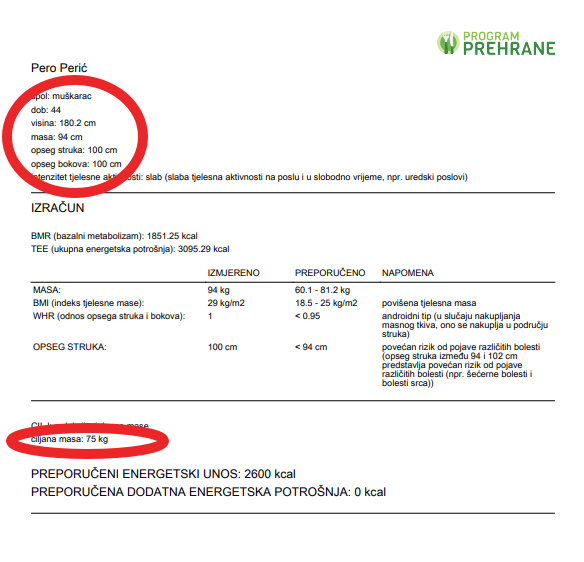 PROGRAM
PREHRANE
Pero Perić
spol: muškarac
dob: 44
visina: 180.2 cm
masa: 94 cm
opseg struka: 100 cm
opseg bokova: 100 cm
intenzitet tjelesne aktivnosti: slab (slaba tjelesna aktivnosti na poslu i u slobodno vrijeme, npr. uredski poslovi)
IZRAČUN
BMR (bazalni metabolizam): 1851.25 kcal
TEE (ukupna energetska potrošnja): 3095.29 kcal
IZMJERENO PREPORUČENO NAPOMENA
MASA: 94 kg 60.1 - 81.2 kg
BMI (indeks tjelesne mase): 29 kg/m2 18.5 - 25 kg/m2 povišena tjelesna masa
WHR (odnos opsega struka i bokova): 1 < 0.95 androidni tip (u slučaju nakupljanja
masnog tkiva, ono se nakuplja u području
struka)
OPSEG STRUKA: 100 cm < 94 cm povećan rizik od pojave različitih bolesti
(opseg struka između 94 i 102 cm
predstavlja povećan rizik od pojave
različitih bolesti (npr. šećerne bolesti i
bolesti srca))
mase
ciljana masa: 75 kg
PREPORUČENI ENERGETSKI UNOS: 2600 kcal
PREPORUČENA DODATNA ENERGETSKA POTROŠNJA: 0 kcal